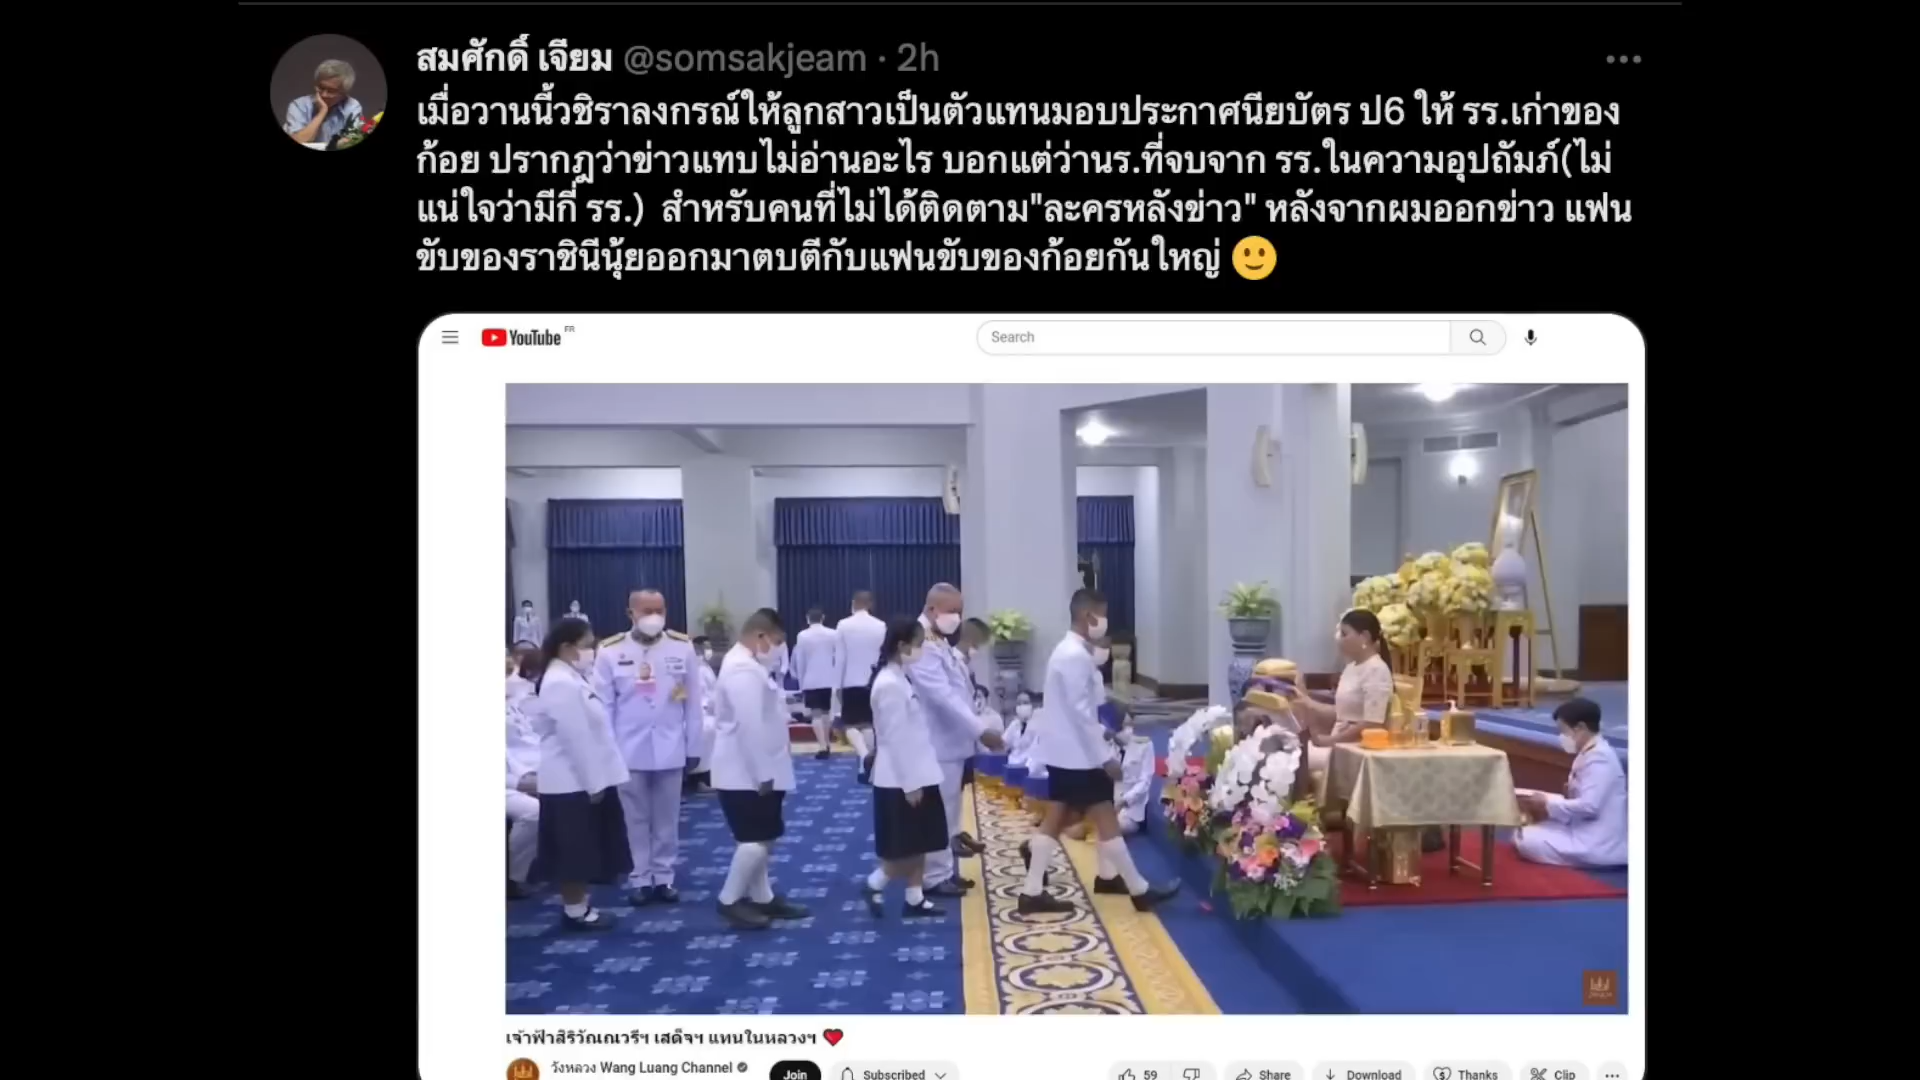 สมศักดิ์ เจียม @somsakjeam · 2h
เมื่อวานนี้วชิราลงกรณ์ให้ลูกสาวเป็นตัวแทนมอบประกาศนียบัตร ป6 ให้ รร.เก่าของ
ก้อย ปรากฎว่าข่าวแทบไม่อ่านอะไร บอกแต่ว่านร.ที่จบจาก รร.ในความอุปถัมภ์(ไม่
แน่ใจว่ามีกี่ รร.) สำหรับคนที่ไม่ได้ติดตาม"ละครหลังข่าว" หลังจากผมออกข่าว แฟน
ขับของราชินีนุ้ยออกมาตบตีกับแฟนขับของก้อยกันใหญ่ 🙂
YouTube FR
Search
เจ้าฟ้าสิริวัณณวรีฯ เสด็จฯ แทนในหลวงฯ ❤️
วังหลวง Wang Luang Channel
Join
Subscribed
59
Share
Download
Thanks
Clip